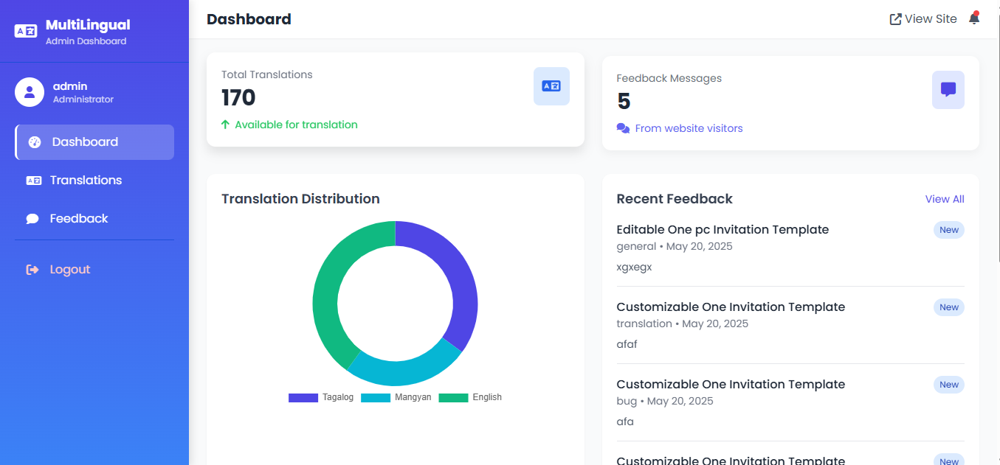 MultiLingual
Admin Dashboard
admin
Administrator
Dashboard
Translations
Feedback
Logout
Dashboard
View Site
Total Translations
170
Available for translation
Feedback Messages
5
From website visitors
Translation Distribution
Tagalog
Mangyan
English
Recent Feedback
View All
Editable One pc Invitation Template
New
general • May 20, 2025
xgxegx
Customizable One Invitation Template
New
translation • May 20, 2025
afaf
Customizable One Invitation Template
New
bug • May 20, 2025
afa
Customizable One Invitation Template
New